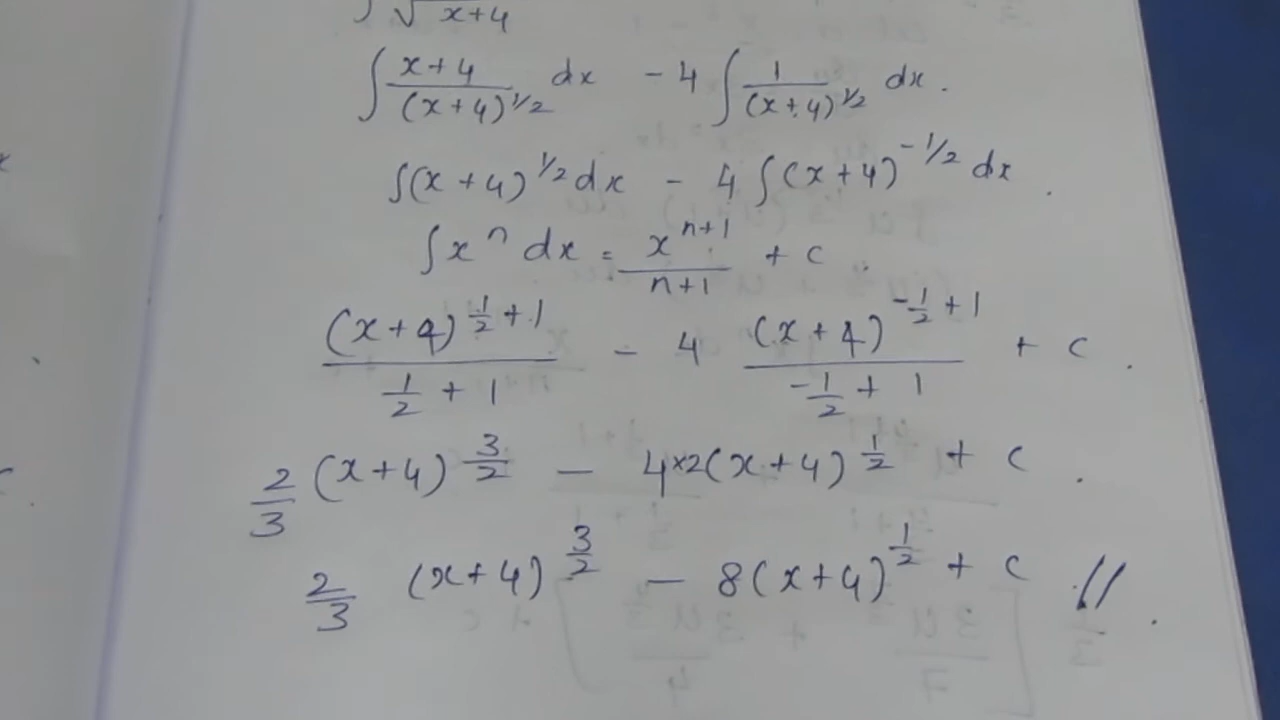 ∫ √x+4
∫ x+4/(x+4)^1/2 dx - 4 ∫ 1/(x+4)^1/2 dx.
∫(x+4)^1/2 dx - 4 ∫(x+4)^-1/2 dx.
∫x^n dx = x^n+1/n+1 + c.
(x+4)^1/2+1/1/2+1 - 4 (x+4)^-1/2+1/-1/2+1 + c.
2/3 (x+4)^3/2 - 4×2(x+4)^1/2 + c.
2/3 (x+4)^3/2 - 8(x+4)^1/2 + c //.